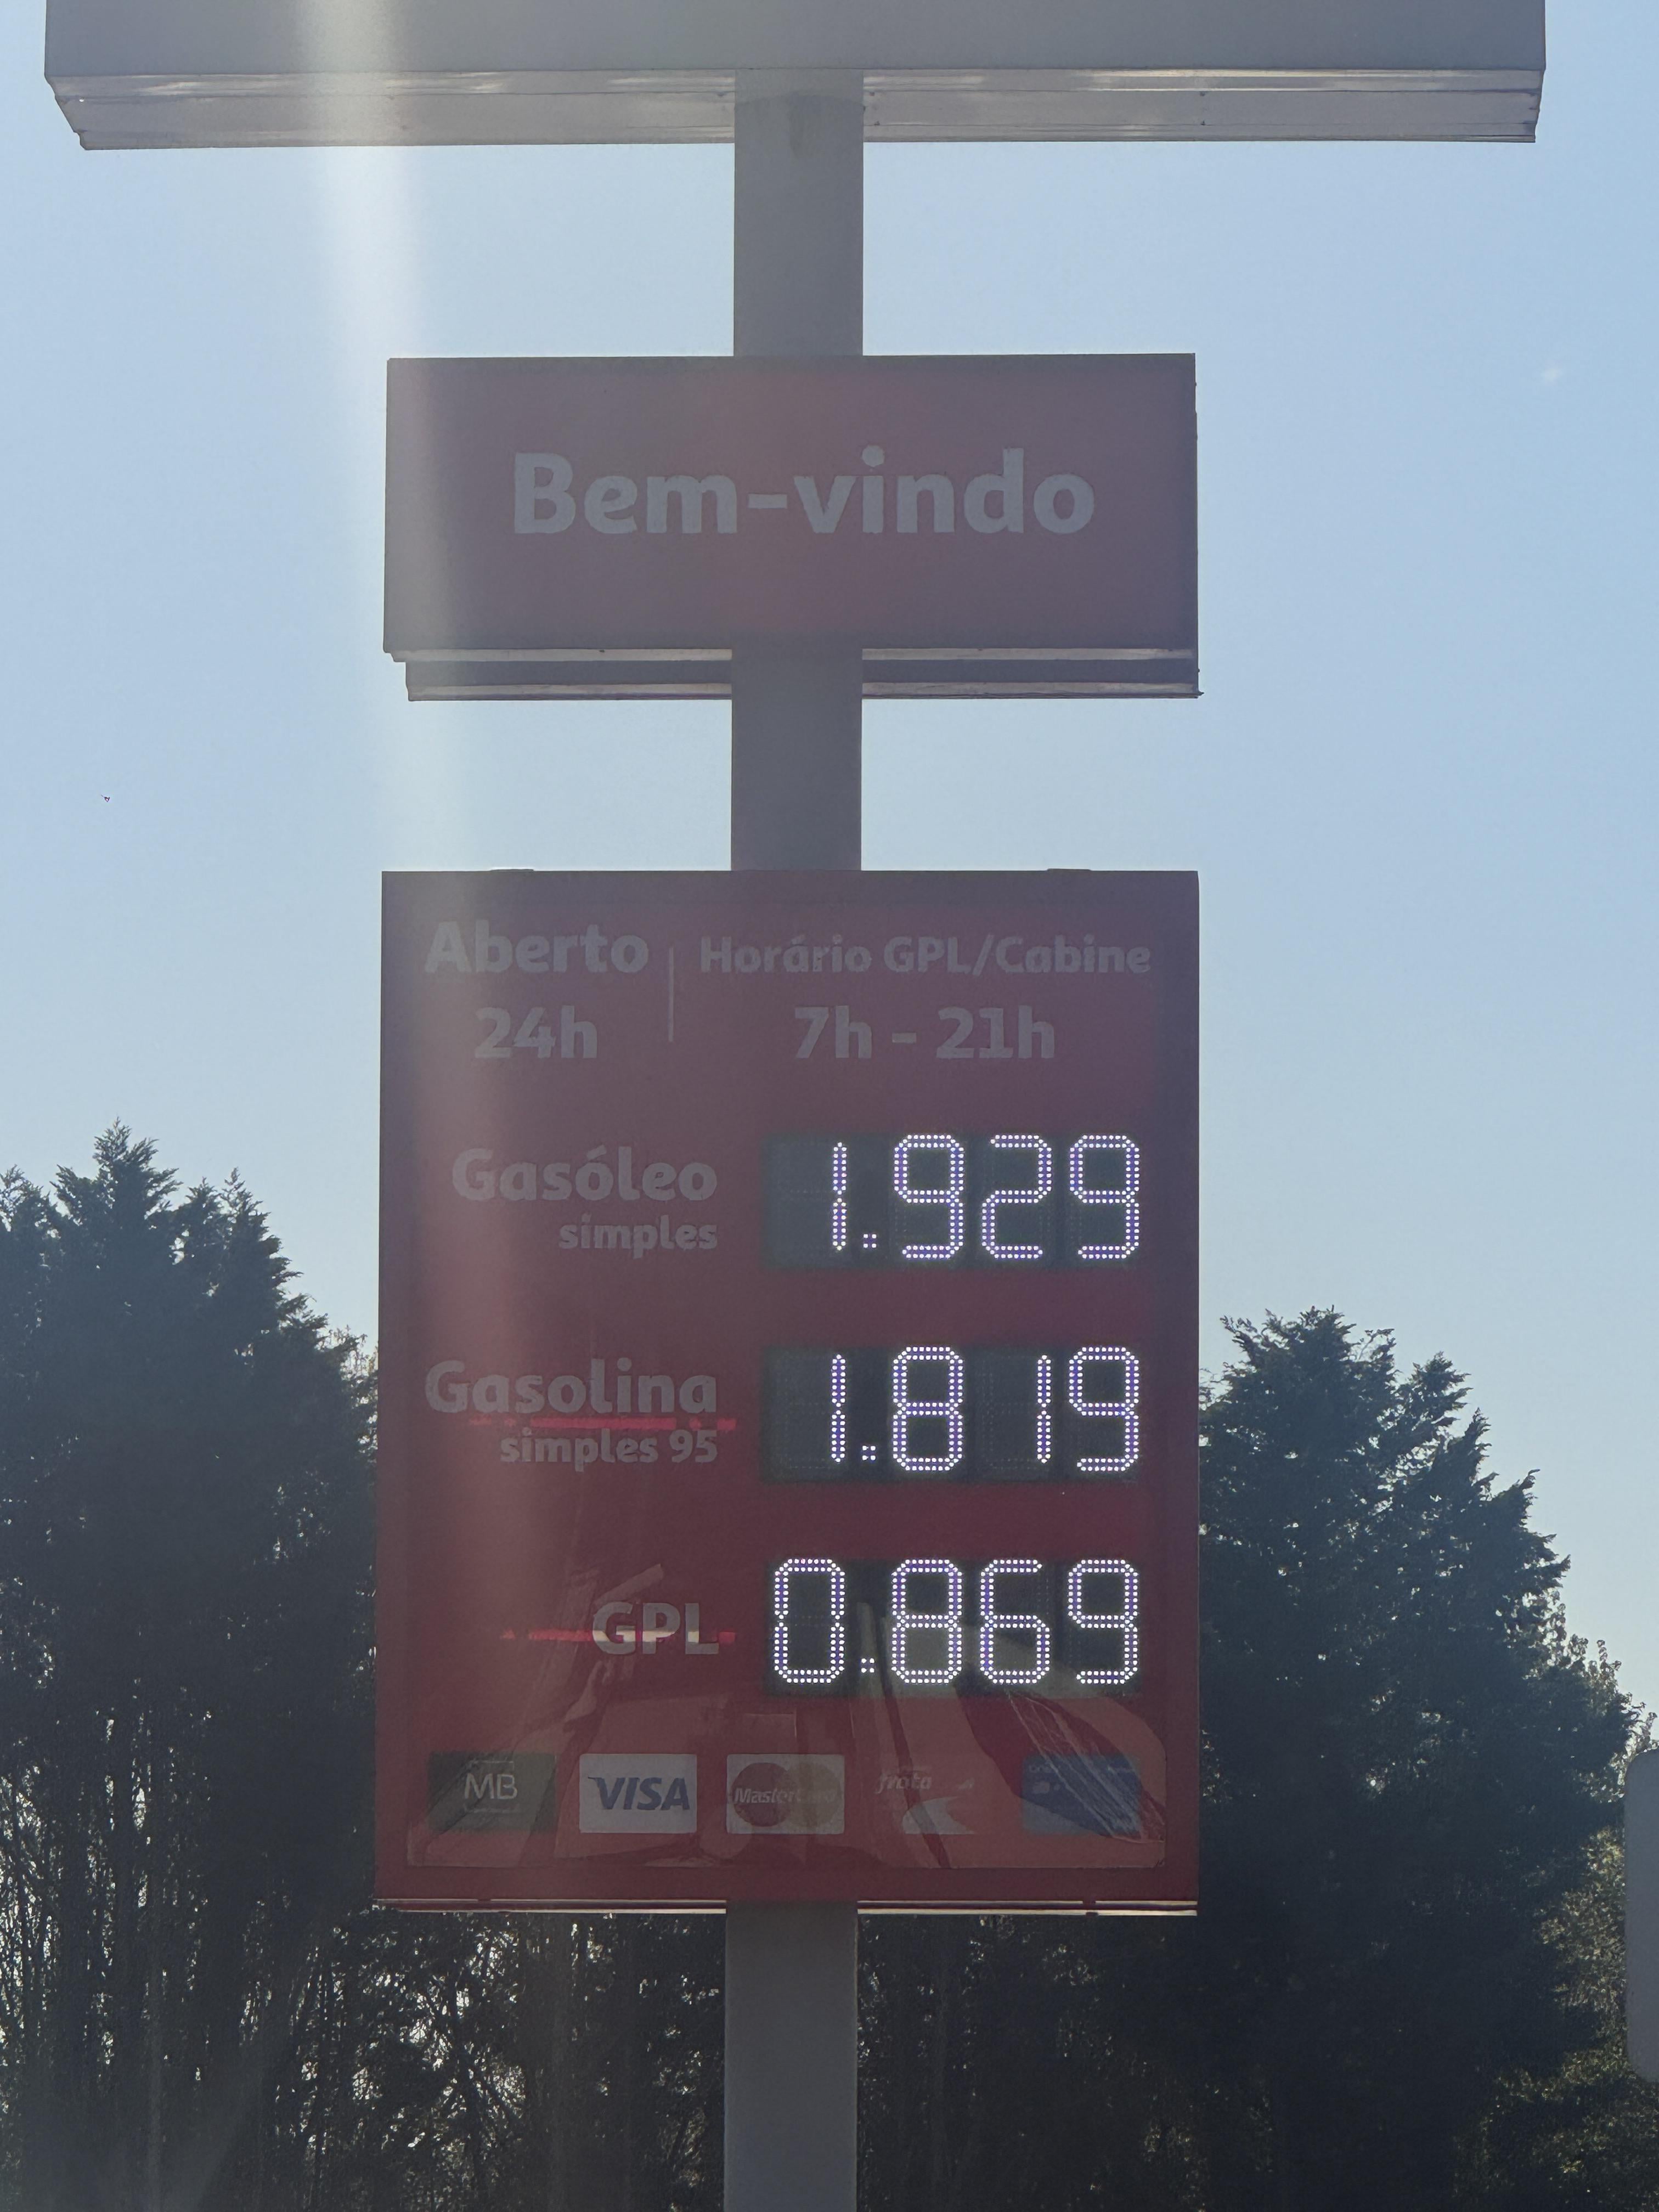 Bem-vindo
Aberto
24h
Horário GPL/Cabine
7h - 21h
Gasóleo
simples
1.929
Gasolina
simples 95
1.819
GPL
0.869
MB
VISA
MasterCard
frota